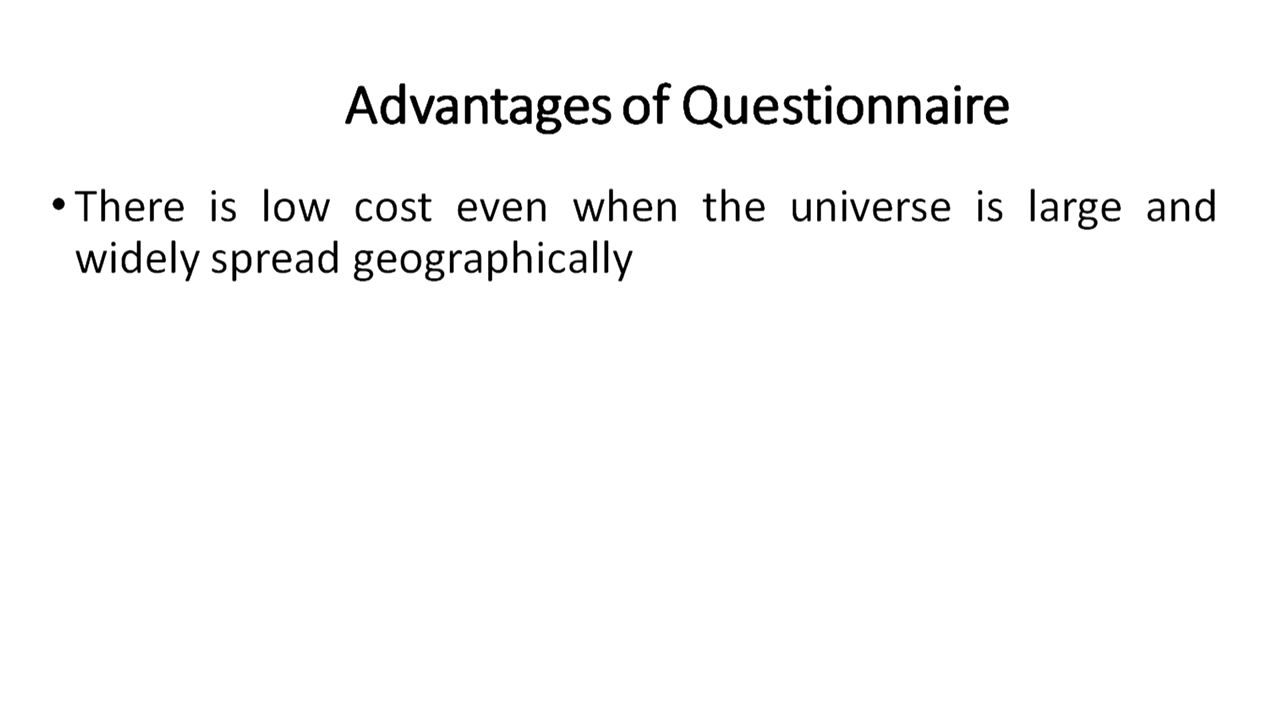 Advantages of Questionnaire
• There is low cost even when the universe is large and
widely spread geographically